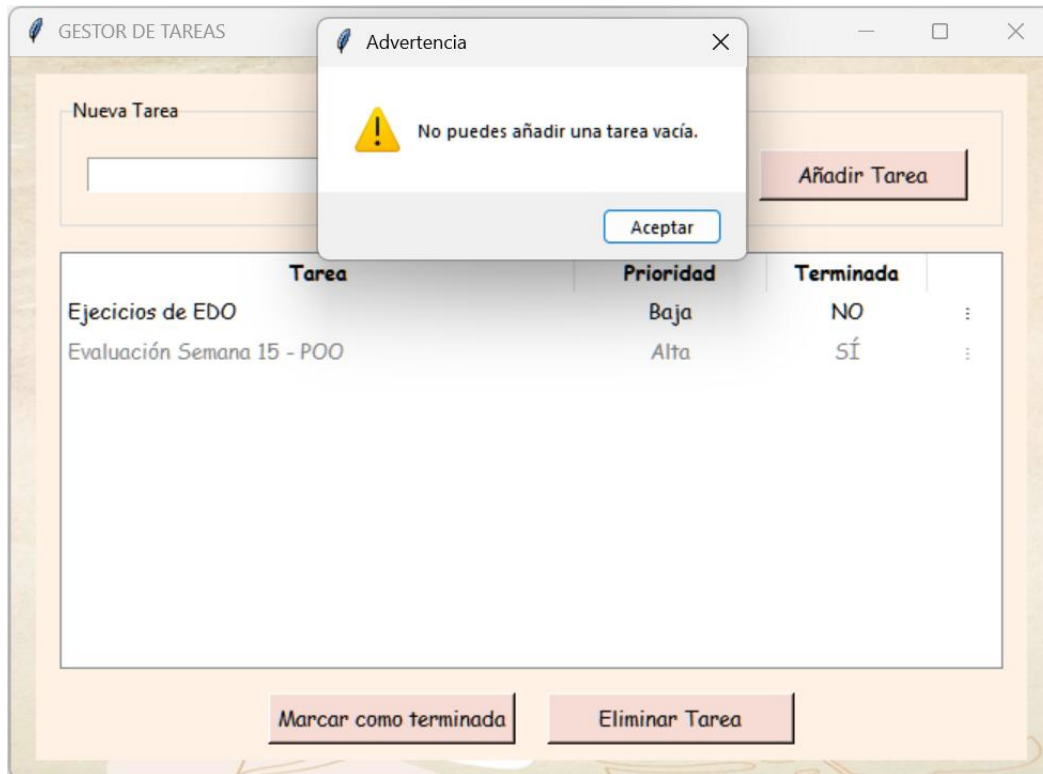 GESTOR DE TAREAS
Advertencia
No puedes añadir una tarea vacía.
Aceptar
Nueva Tarea
Añadir Tarea
Tarea Prioridad Terminada
Ejecicios de EDO Baja NO
Evaluación Semana 15 - POO Alta SÍ
Marcar como terminada Eliminar Tarea